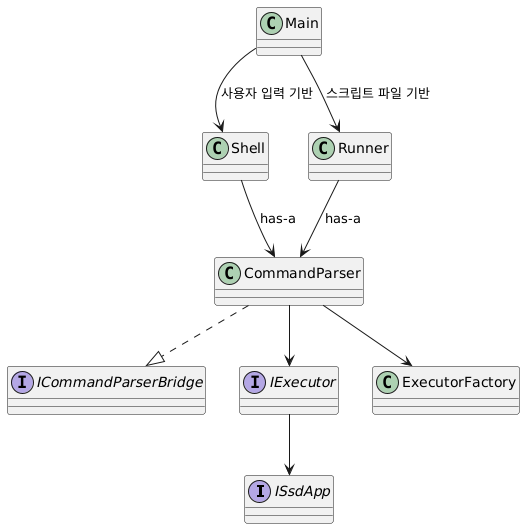 C Main
사용자 입력 기반
스크립트 파일 기반
C Shell
C Runner
has-a
has-a
C CommandParser
I ICommandParserBridge
I IExecutor
C ExecutorFactory
I ISsdApp